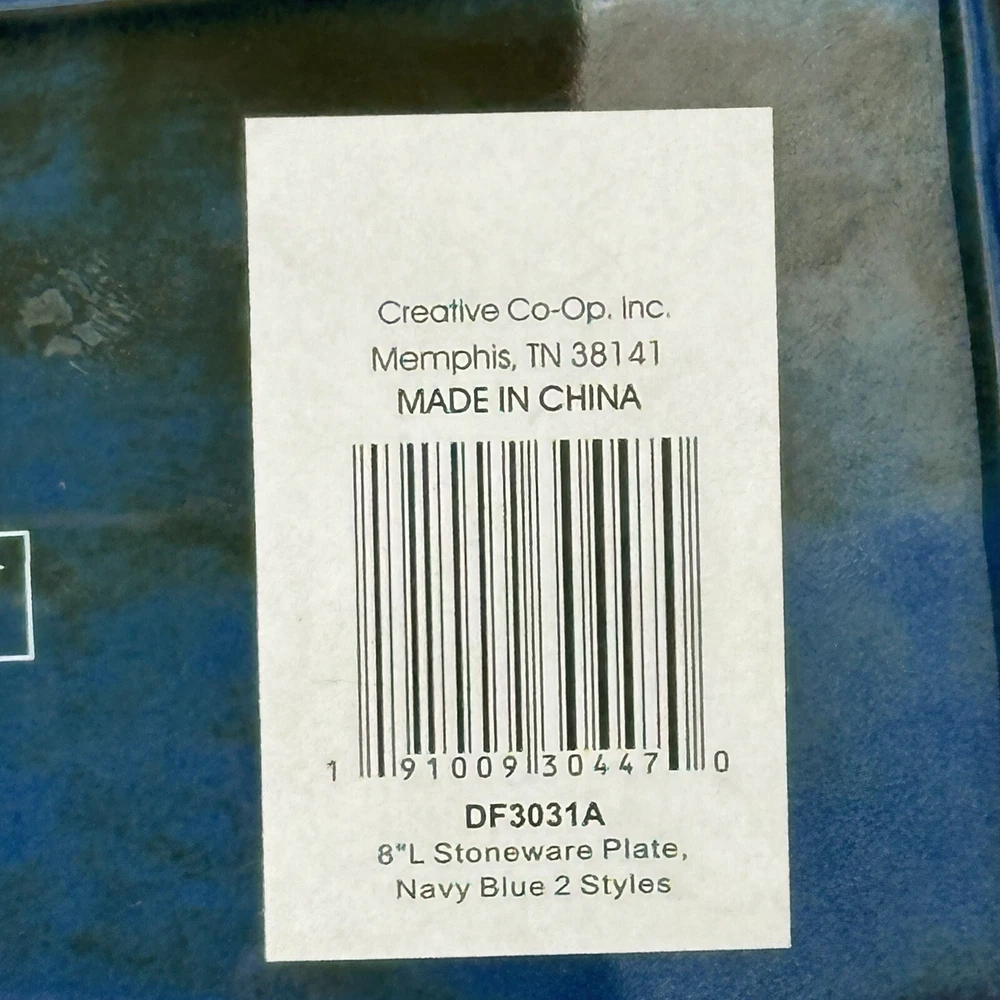 Creative Co-Op. Inc.
Memphis, TN 38141
MADE IN CHINA
1 91009 30447 0
DF3031A
8"L Stoneware Plate,
Navy Blue 2 Styles